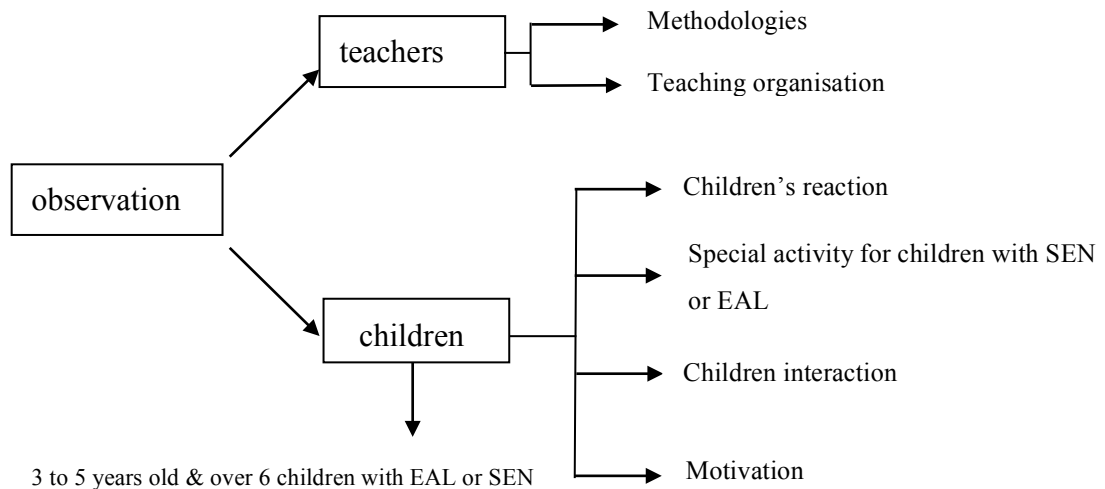 Methodologies
teachers
Teaching organisation
observation
Children’s reaction
Special activity for children with SEN
or EAL
children
Children interaction
3 to 5 years old & over 6 children with EAL or SEN
Motivation